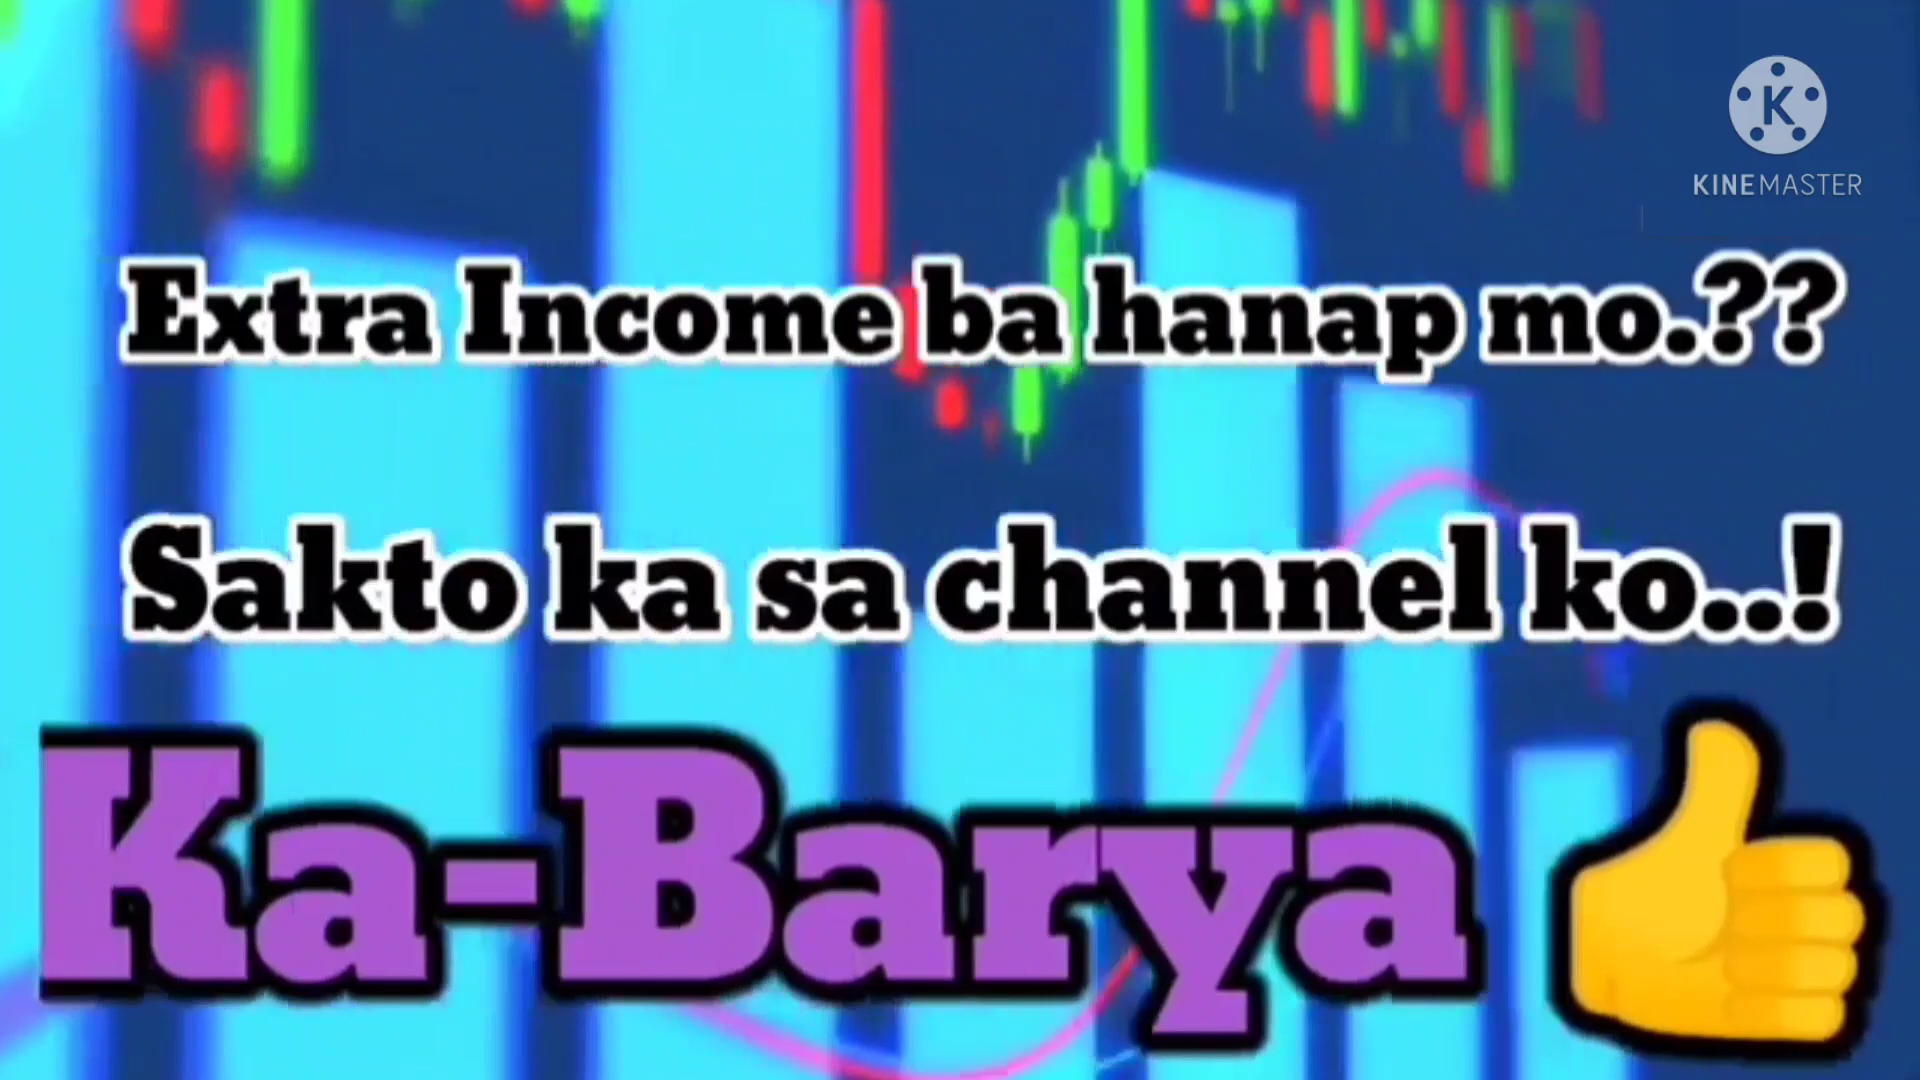 K
KINEMASTER
Extra Income ba hanap mo.??
Sakto ka sa channel ko..!
Ka-Barya